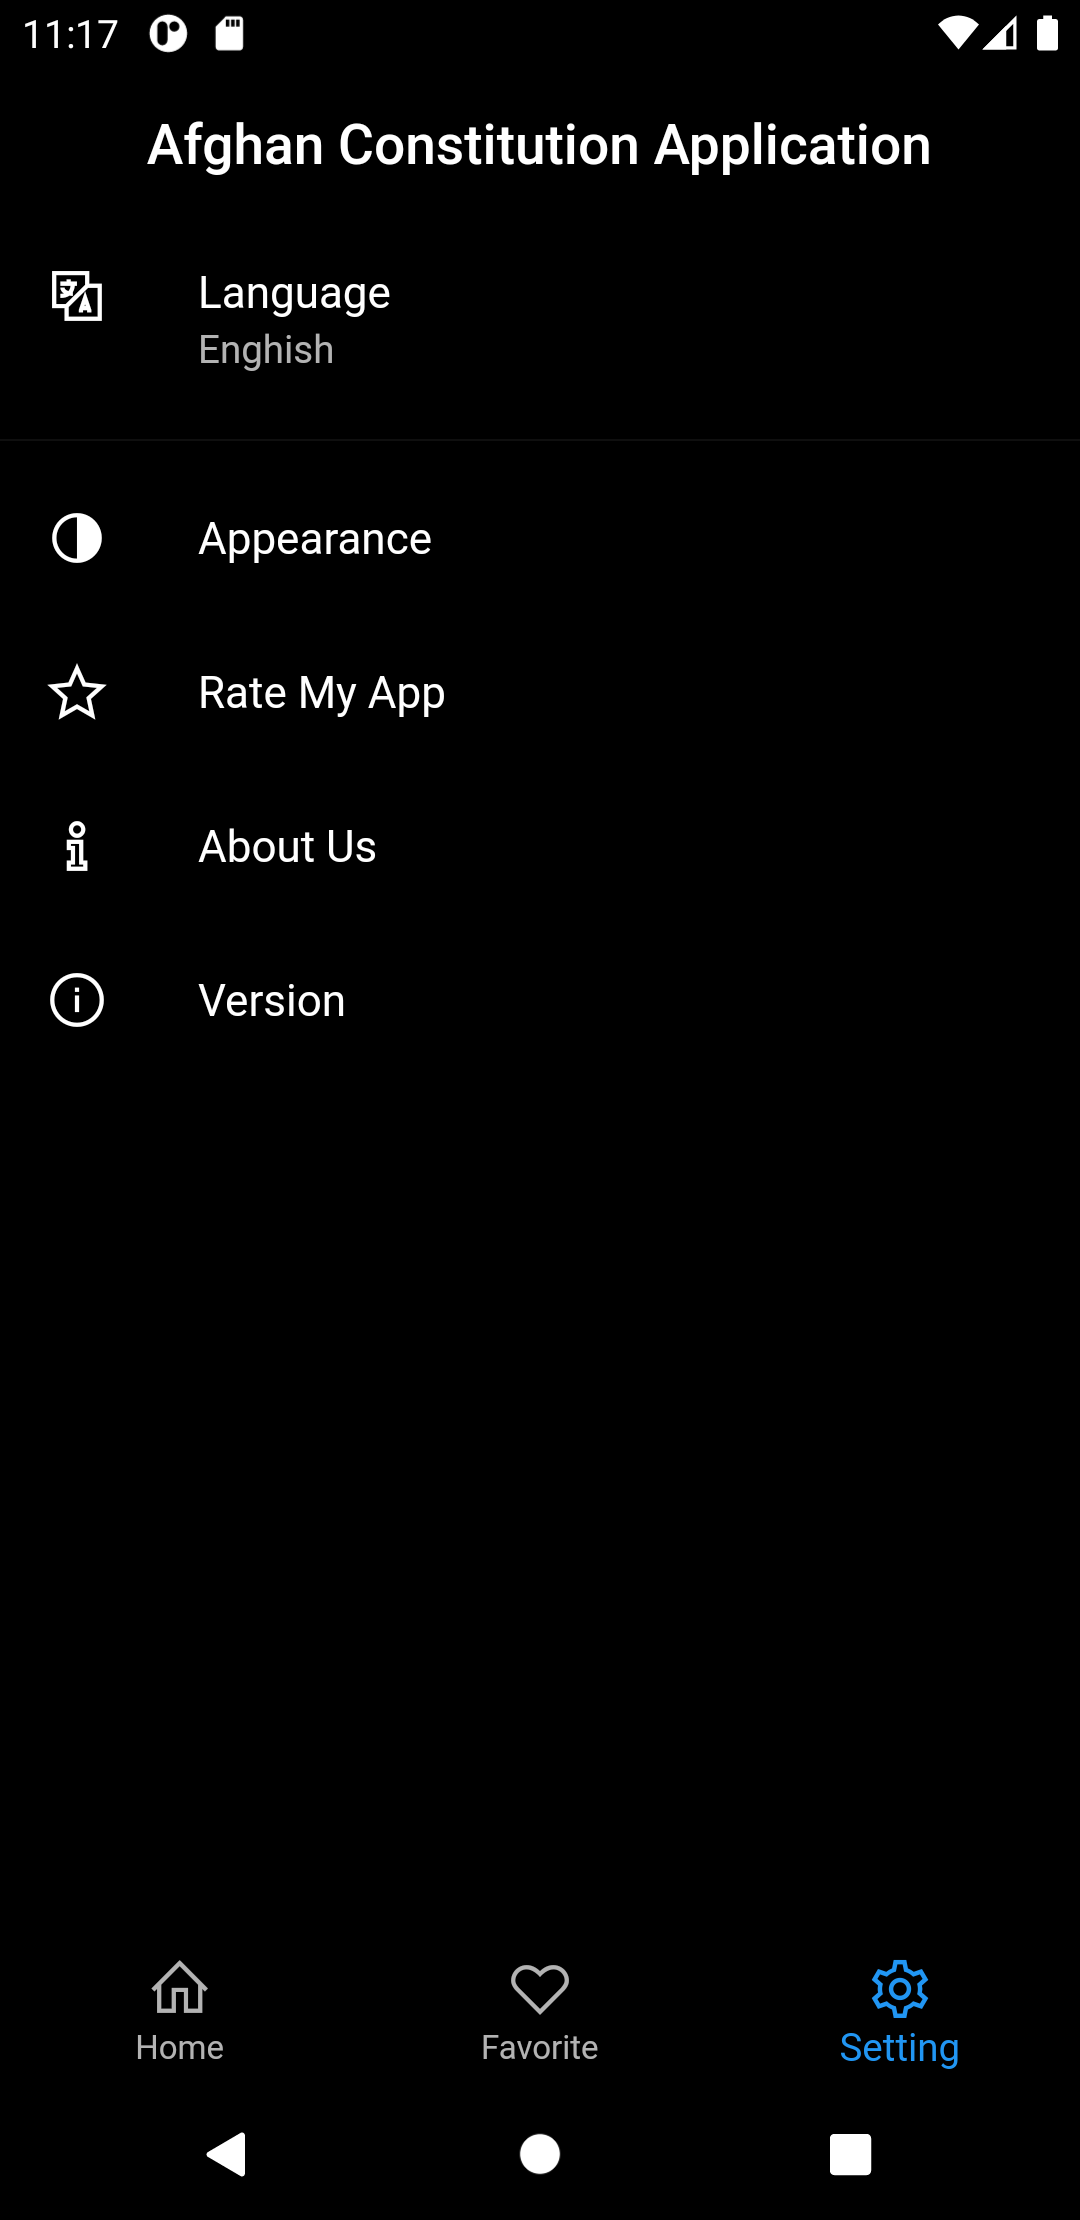 11:17
Afghan Constitution Application
Language
Enghish
Appearance
Rate My App
About Us
Version
Home
Favorite
Setting